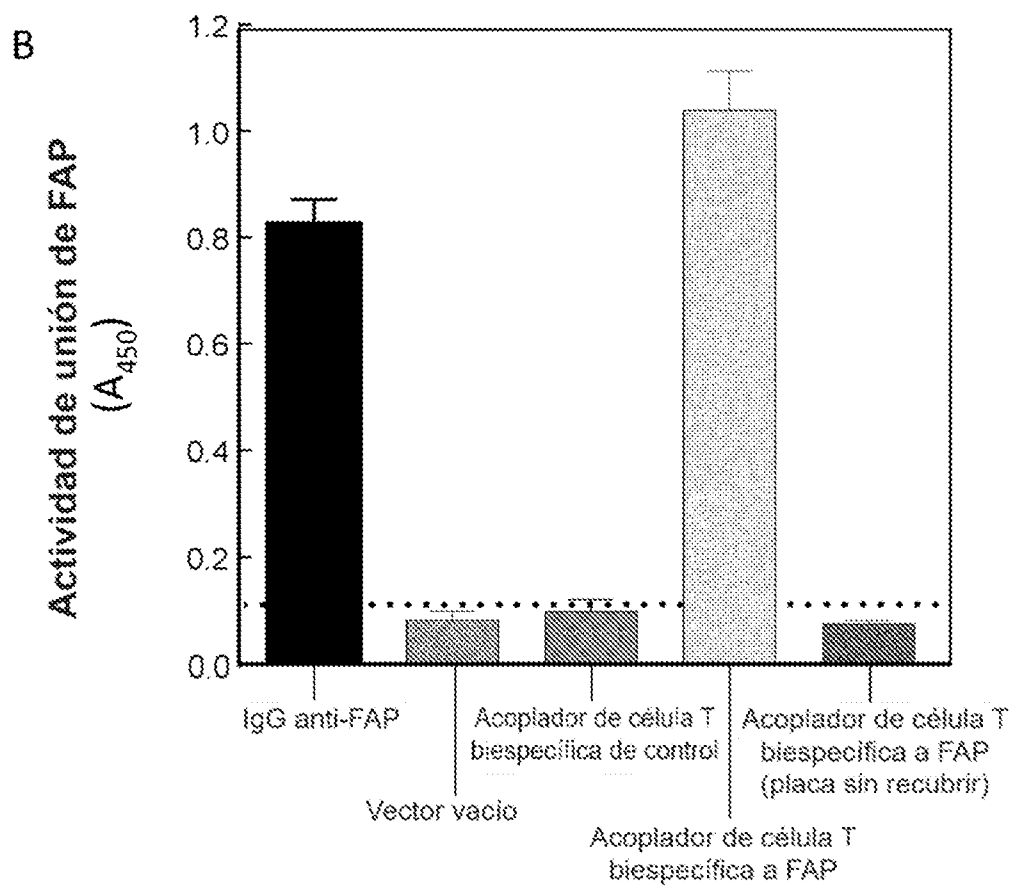 B
Actividad de unión de FAP
(A450)
1.2
1.0
0.8
0.6
0.4
0.2
0.0
IgG anti-FAP
Vector vacío
Acoplador de célula T
biespecífica de control
Acoplador de célula T
biespecífica a FAP
Acoplador de célula T
biespecífica a FAP
(placa sin recubrir)